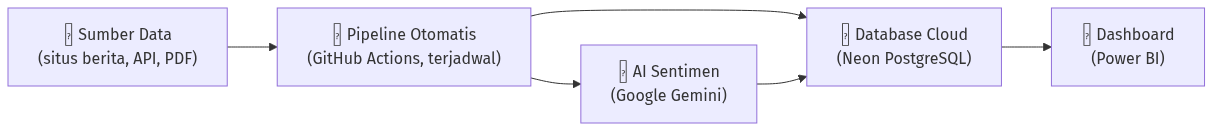 Sumber Data
(situs berita, API, PDF)
Pipeline Otomatis
(GitHub Actions, terjadwal)
AI Sentimen
(Google Gemini)
Database Cloud
(Neon PostgreSQL)
Dashboard
(Power BI)